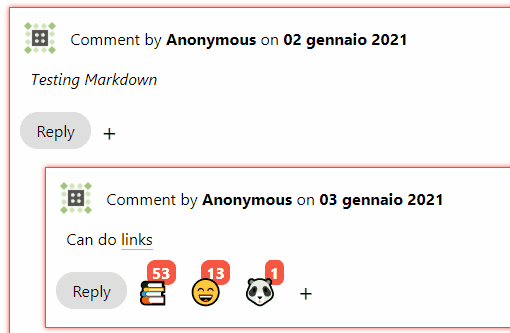 Comment by Anonymous on 02 gennaio 2021
Testing Markdown
Reply +
Comment by Anonymous on 03 gennaio 2021
Can do links
Reply 53 13 1 +